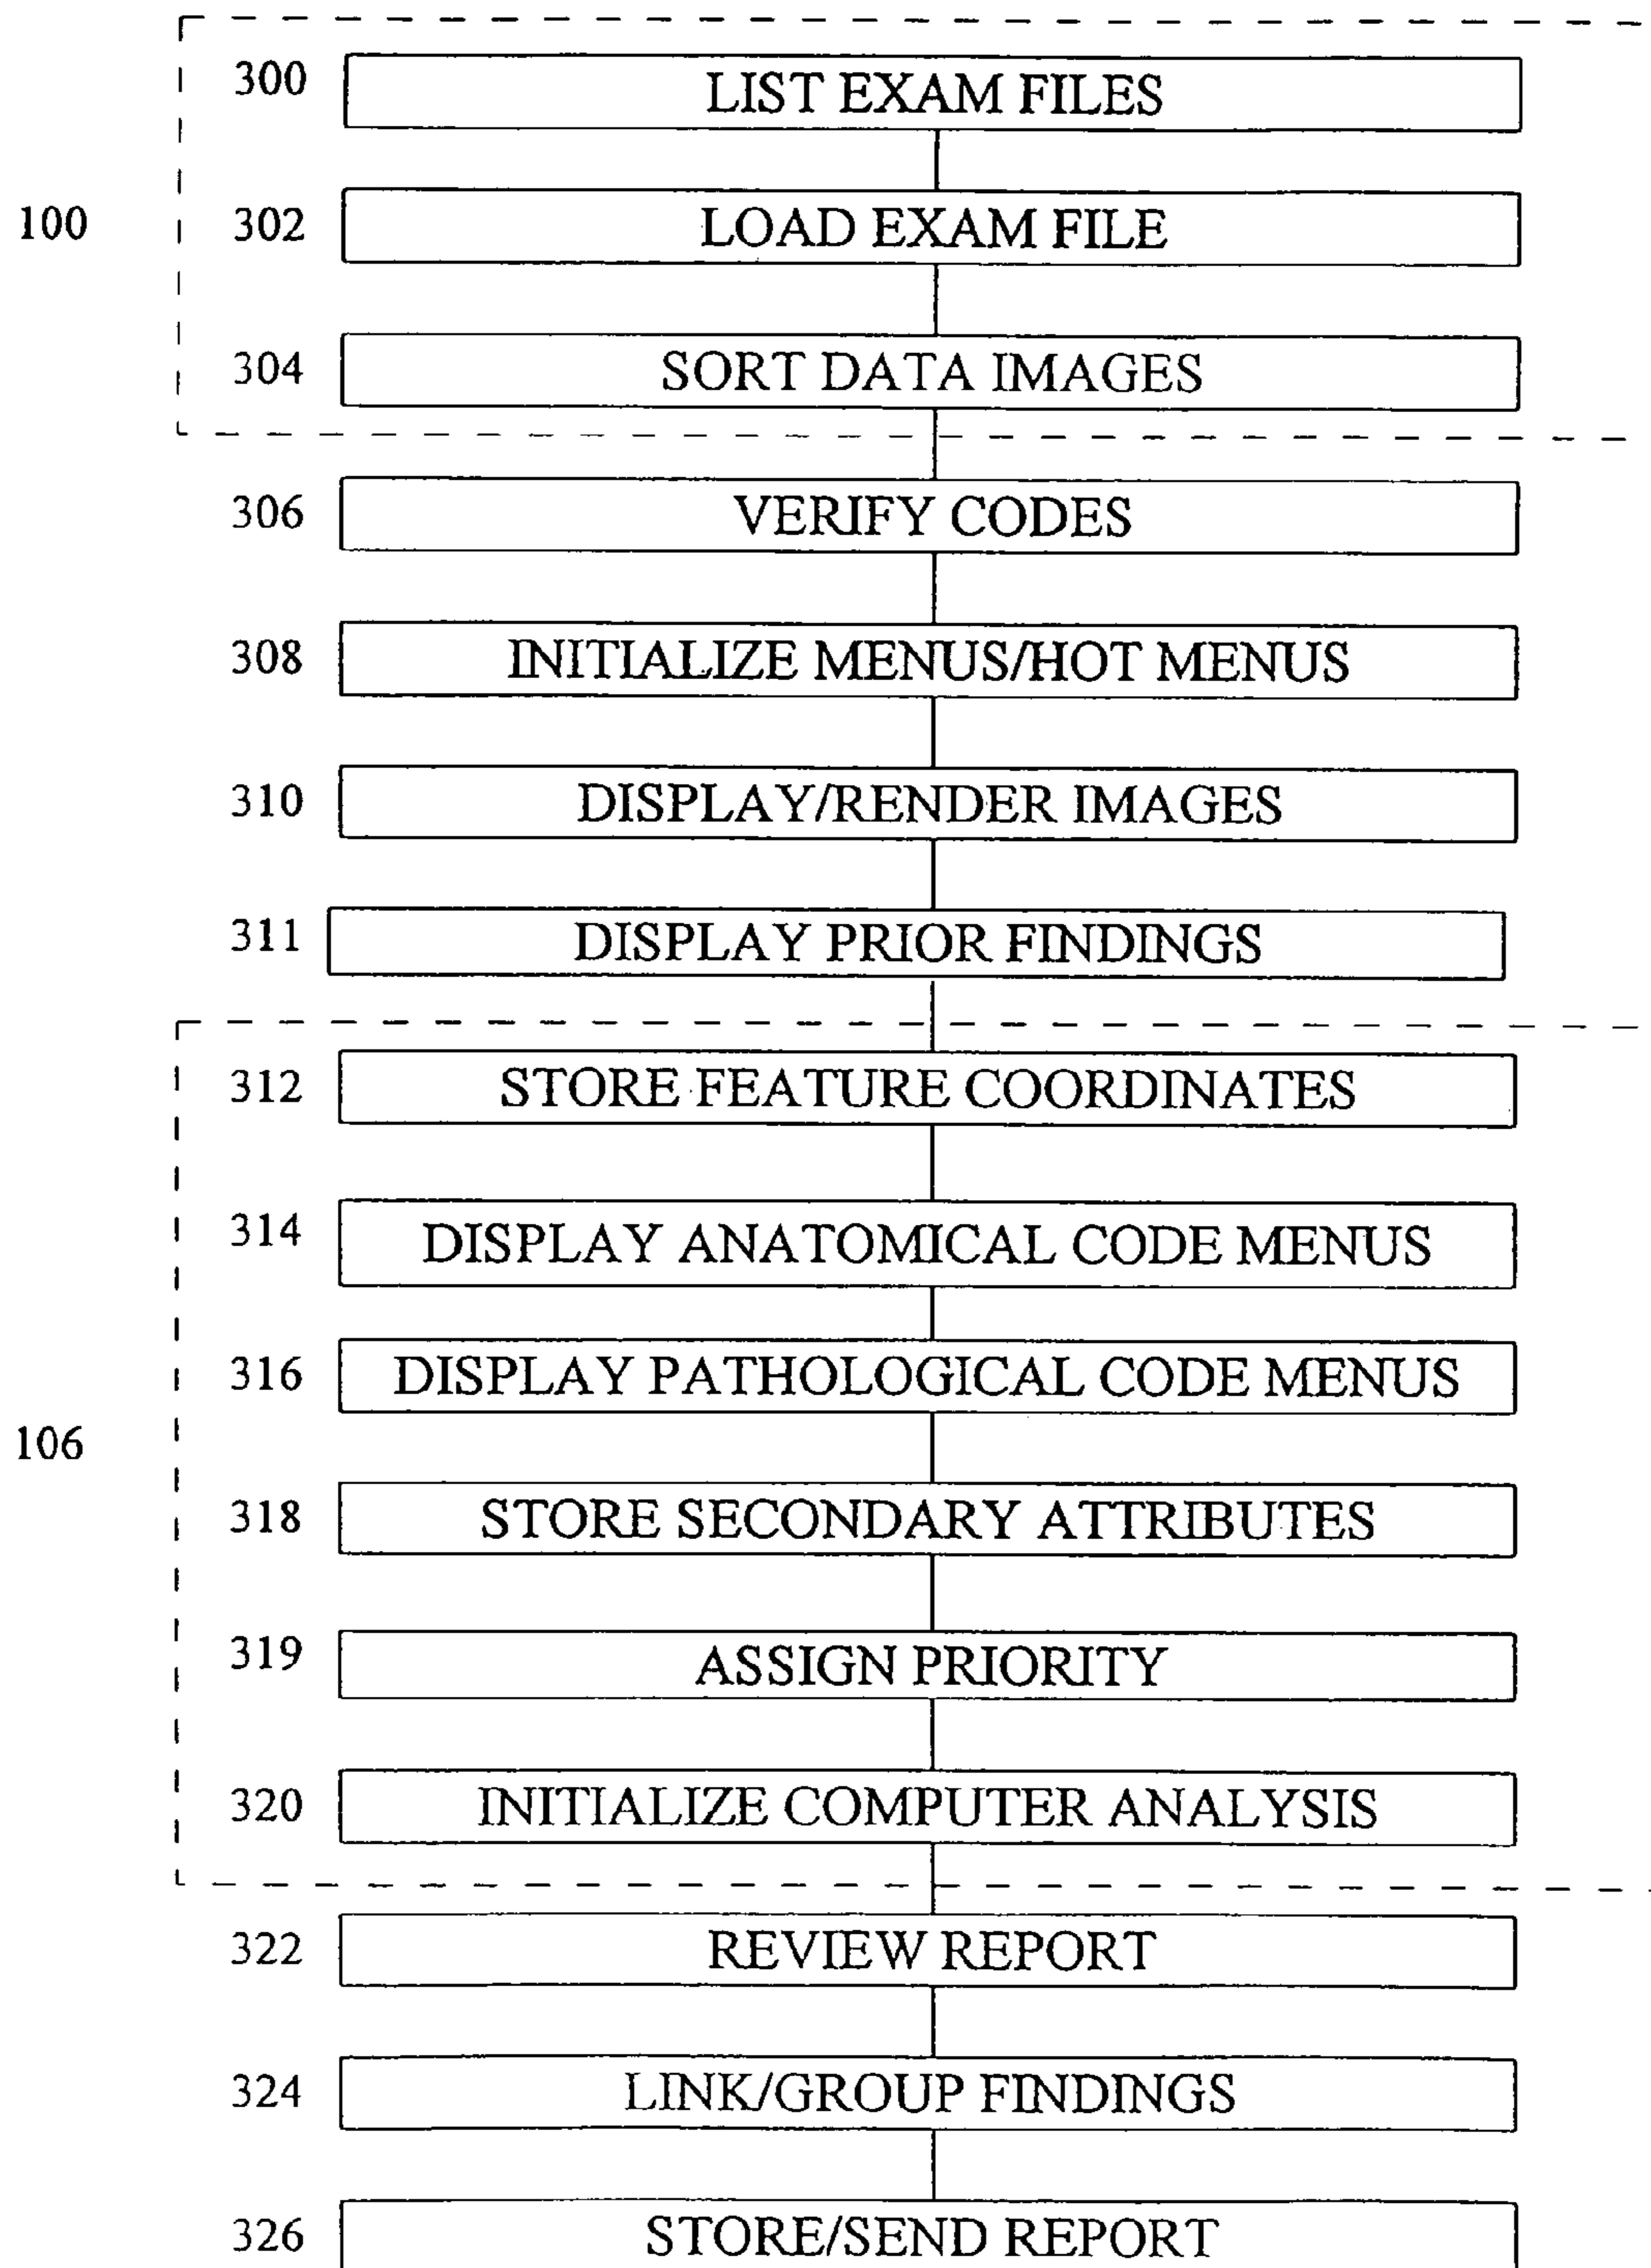 300 LIST EXAM FILES
100 302 LOAD EXAM FILE
304 SORT DATA IMAGES
306 VERIFY CODES
308 INITIALIZE MENUS/HOT MENUS
310 DISPLAY/RENDER IMAGES
311 DISPLAY PRIOR FINDINGS
312 STORE FEATURE COORDINATES
314 DISPLAY ANATOMICAL CODE MENUS
316 DISPLAY PATHOLOGICAL CODE MENUS
106
318 STORE SECONDARY ATTRIBUTES
319 ASSIGN PRIORITY
320 INITIALIZE COMPUTER ANALYSIS
322 REVIEW REPORT
324 LINK/GROUP FINDINGS
326 STORE/SEND REPORT